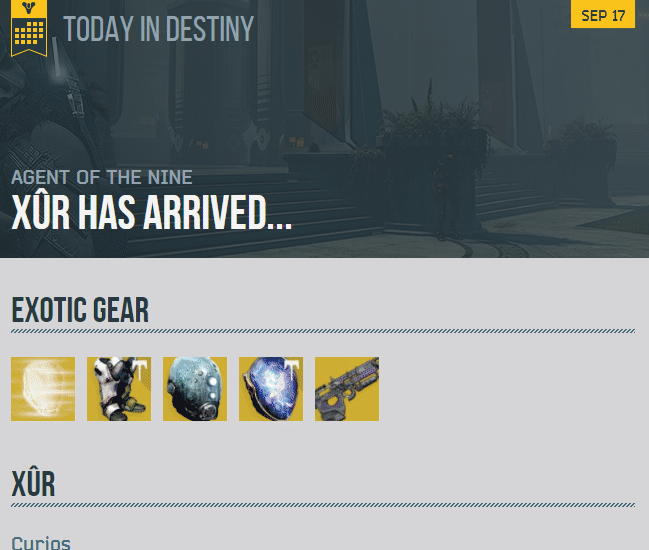 TODAY IN DESTINY
SEP 17
AGENT OF THE NINE
XÛR HAS ARRIVED...
EXOTIC GEAR
XÛR
Curios